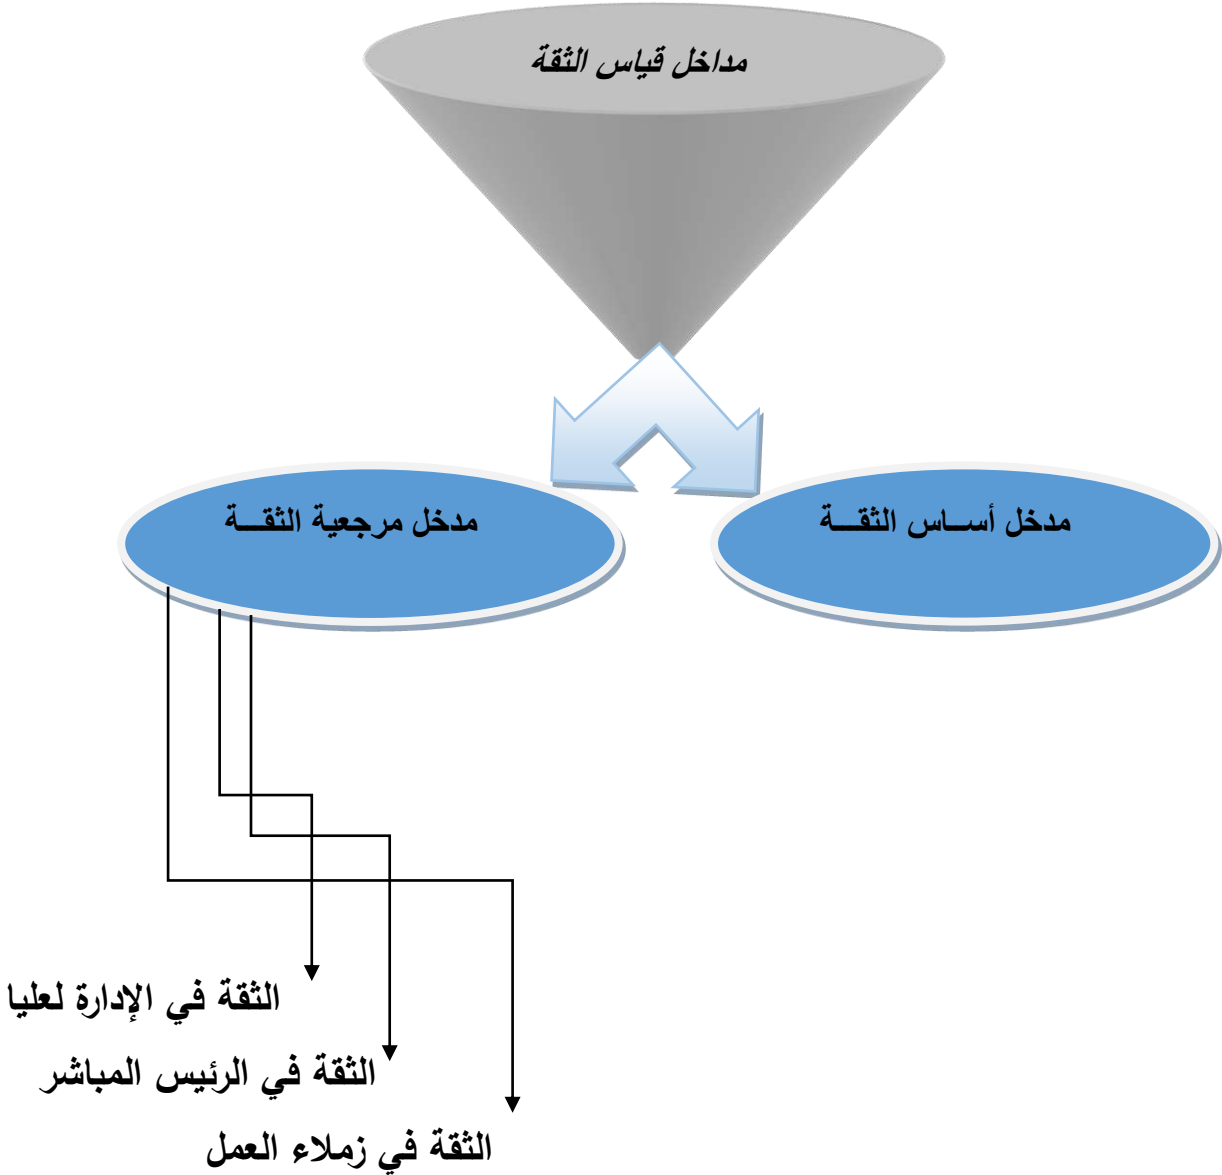 مداخل قياس الثقة
مدخل أســاس الثقــة
مدخل مرجعية الثقــة
الثقة في الإدارة لعليا
الثقة في الرئيس المباشر
الثقة في زملاء العمل